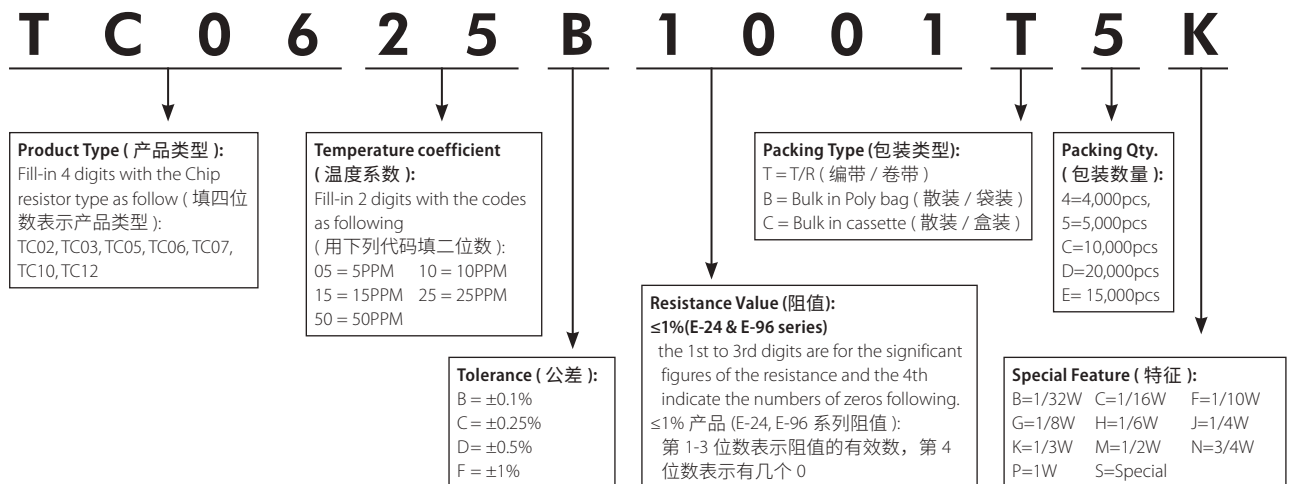 T C 0 6 2 5 B 1 0 0 1 T 5 K
Product Type ( 产品类型 ):
Fill-in 4 digits with the Chip
resistor type as follow ( 填四位
数表示产品类型 ):
TC02, TC03, TC05, TC06, TC07,
TC10, TC12
Temperature coefficient
( 温度系数 ):
Fill-in 2 digits with the codes
as following
( 用下列代码填二位数 ):
05 = 5PPM 10 = 10PPM
15 = 15PPM 25 = 25PPM
50 = 50PPM
Tolerance ( 公差 ):
B = ±0.1%
C = ±0.25%
D= ±0.5%
F = ±1%
Resistance Value (阻值):
≤1%(E-24 & E-96 series)
the 1st to 3rd digits are for the significant
figures of the resistance and the 4th
indicate the numbers of zeros following.
≤1% 产品 (E-24, E-96 系列阻值 ):
第 1-3 位数表示阻值的有效数，第 4
位数表示有几个 0
Packing Type (包装类型):
T = T/R ( 编带 / 卷带 )
B = Bulk in Poly bag ( 散装 / 袋装 )
C = Bulk in cassette ( 散装 / 盒装 )
Packing Qty.
( 包装数量 ):
4=4,000pcs,
5=5,000pcs
C=10,000pcs
D=20,000pcs
E= 15,000pcs
Special Feature ( 特征 ):
B=1/32W C=1/16W F=1/10W
G=1/8W H=1/6W J=1/4W
K=1/3W M=1/2W N=3/4W
P=1W S=Special